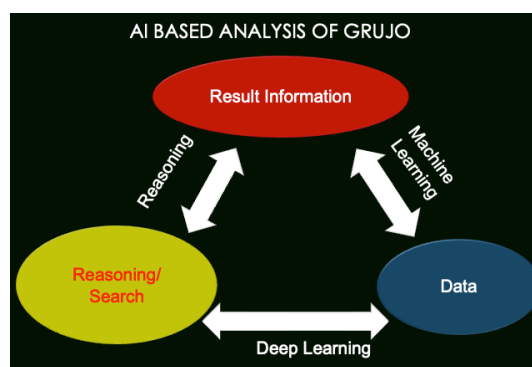 AI BASED ANALYSIS OF GRUJO
Result Information
Reasoning
Machine
Learning
Reasoning/
Search
Data
Deep Learning